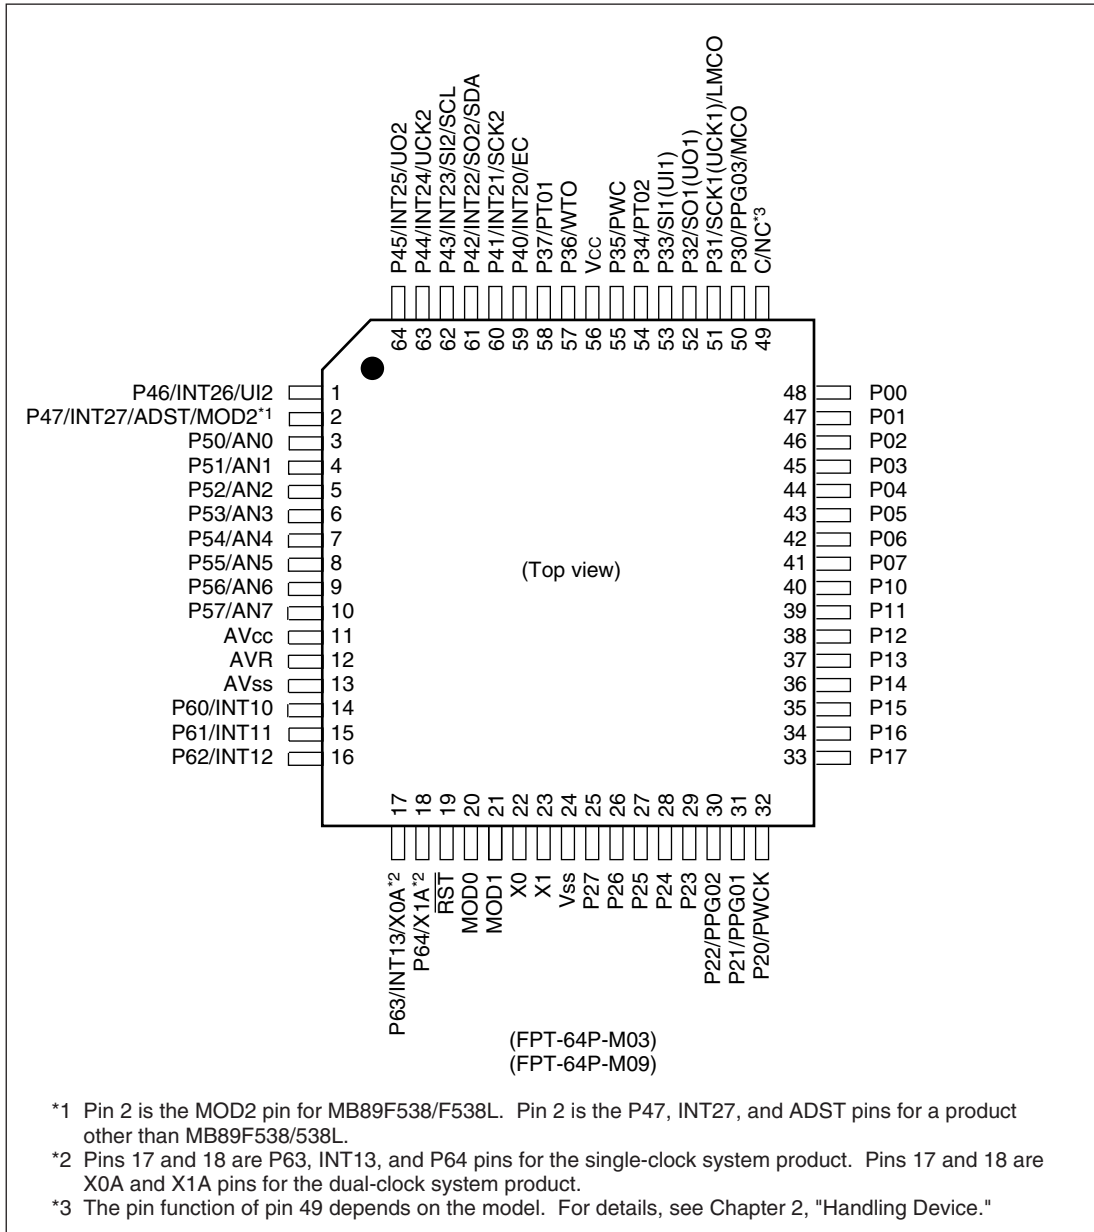 P45/INT25/UO2
P44/INT24/UCK2
P43/INT23/SI2/SCL
P42/INT22/SO2/SDA
P41/INT21/SCK2
P40/INT20/EC
P37/PT01
P36/WTO
Vcc
P35/PWC
P34/PT02
P33/SI1(UI1)
P32/SO1(UO1)
P31/SCK1(UCK1)/LMCO
P30/PPG03/MCO
C/NC*3
64 63 62 61 60 59 58 57 56 55 54 53 52 51 50 49
P46/INT26/UI2 1
P47/INT27/ADST/MOD2*1 2
P50/AN0 3
P51/AN1 4
P52/AN2 5
P53/AN3 6
P54/AN4 7
P55/AN5 8
P56/AN6 9
P57/AN7 10
AVcc 11
AVR 12
AVss 13
P60/INT10 14
P61/INT11 15
P62/INT12 16
(Top view)
48 P00
47 P01
46 P02
45 P03
44 P04
43 P05
42 P06
41 P07
40 P10
39 P11
38 P12
37 P13
36 P14
35 P15
34 P16
33 P17
17 18 19 20 21 22 23 24 25 26 27 28 29 30 31 32
P63/INT13/X0A*2
P64/X1A*2
RST
MOD0
MOD1
X0
X1
Vss
P27
P26
P25
P24
P23
P22/PPG02
P21/PPG01
P20/PWCK
(FPT-64P-M03)
(FPT-64P-M09)
*1 Pin 2 is the MOD2 pin for MB89F538/F538L. Pin 2 is the P47, INT27, and ADST pins for a product
other than MB89F538/538L.
*2 Pins 17 and 18 are P63, INT13, and P64 pins for the single-clock system product. Pins 17 and 18 are
X0A and X1A pins for the dual-clock system product.
*3 The pin function of pin 49 depends on the model. For details, see Chapter 2, "Handling Device."